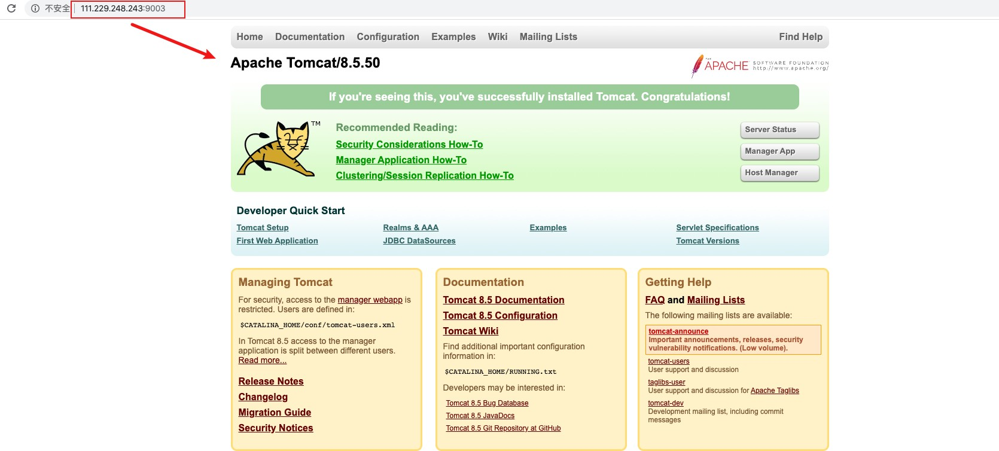 不安全 111.229.248.243:9003
Home Documentation Configuration Examples Wiki Mailing Lists Find Help
Apache Tomcat/8.5.50
THE APACHE SOFTWARE FOUNDATION
http://www.apache.org/
If you're seeing this, you've successfully installed Tomcat. Congratulations!
TM
Recommended Reading:
Security Considerations How-To
Manager Application How-To
Clustering/Session Replication How-To
Server Status
Manager App
Host Manager
Developer Quick Start
Tomcat Setup
First Web Application
Realms & AAA
JDBC DataSources
Examples
Servlet Specifications
Tomcat Versions
Managing Tomcat
For security, access to the manager webapp is
restricted. Users are defined in:
$CATALINA_HOME/conf/tomcat-users.xml
In Tomcat 8.5 access to the manager
application is split between different users.
Read more...
Release Notes
Changelog
Migration Guide
Security Notices
Documentation
Tomcat 8.5 Documentation
Tomcat 8.5 Configuration
Tomcat Wiki
Find additional important configuration
information in:
$CATALINA_HOME/RUNNING.txt
Developers may be interested in:
Tomcat 8.5 Bug Database
Tomcat 8.5 JavaDocs
Tomcat 8.5 Git Repository at GitHub
Getting Help
FAQ and Mailing Lists
The following mailing lists are available:
tomcat-announce
Important announcements, releases, security
vulnerability notifications. (Low volume).
tomcat-users
User support and discussion
taglibs-user
User support and discussion for Apache Taglibs
tomcat-dev
Development mailing list, including commit
messages